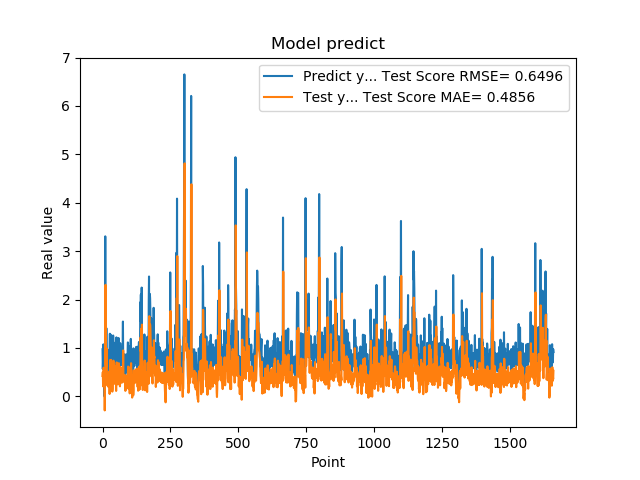 Model predict
Predict y... Test Score RMSE= 0.6496
Test y... Test Score MAE= 0.4856
Real value
7
6
5
4
3
2
1
0
0 250 500 750 1000 1250 1500
Point